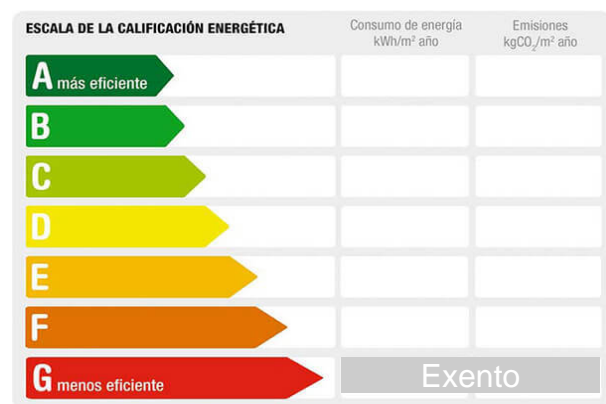 ESCALA DE LA CALIFICACIÓN ENERGÉTICA
Consumo de energía
kWh/m² año
Emisiones
kgCO₂/m² año
A más eficiente
B
C
D
E
F
G menos eficiente
Exento